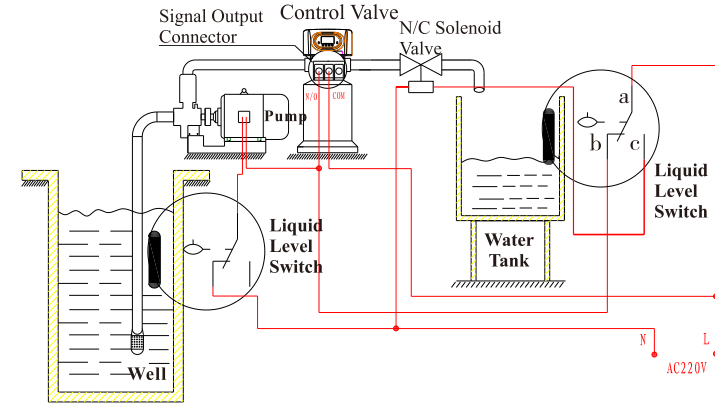 Signal Output
Connector
Control Valve
N/C Solenoid
Valve
N/O
COM
Pump
a
b
c
Liquid
Level
Switch
Liquid
Level
Switch
Water
Tank
Well
N
L
AC220V